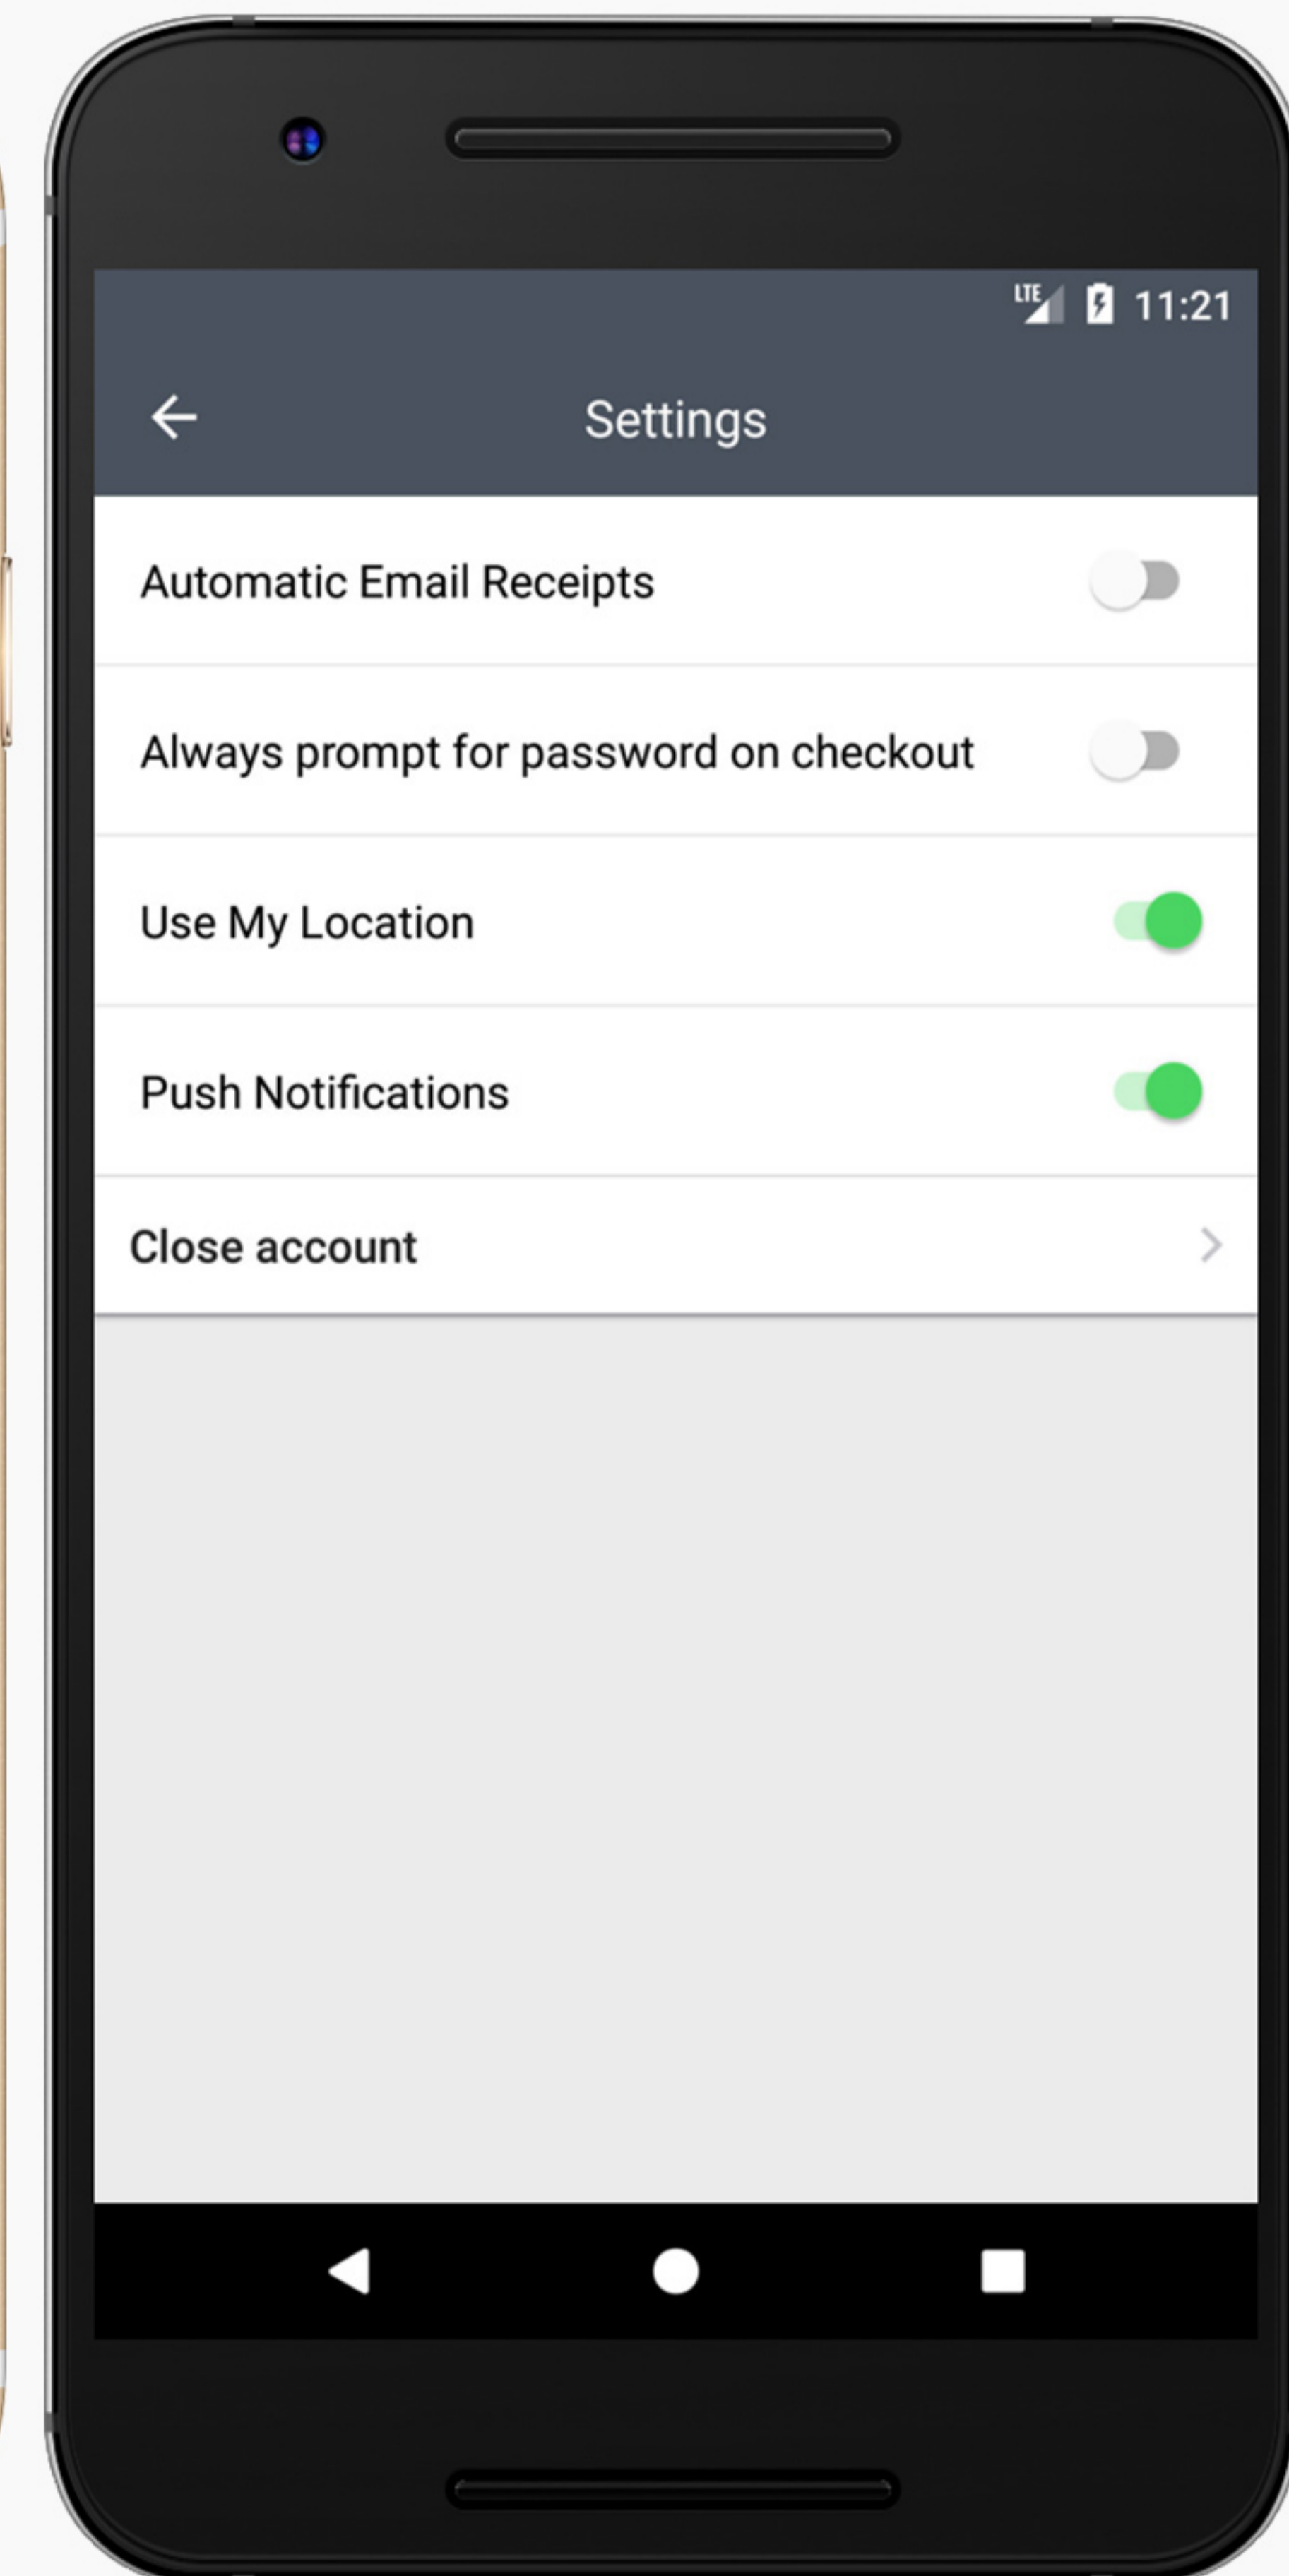 LTE 11:21
Settings
Automatic Email Receipts
Always prompt for password on checkout
Use My Location
Push Notifications
Close account